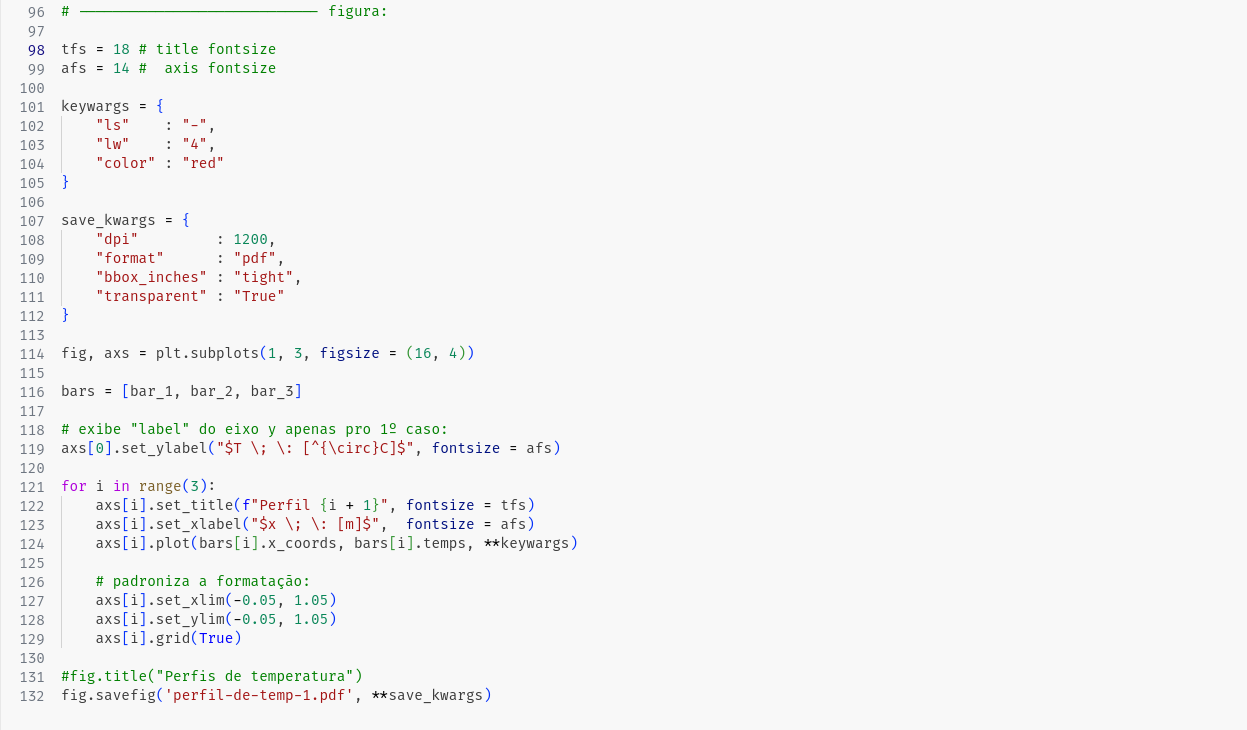 96 # ──────────────────────────── figura:
97
98 tfs = 18 # title fontsize
99 afs = 14 #  axis fontsize
100
101 keywargs = {
102     "ls"    : "-",
103     "lw"    : "4",
104     "color" : "red"
105 }
106
107 save_kwargs = {
108     "dpi"         : 1200,
109     "format"      : "pdf",
110     "bbox_inches" : "tight",
111     "transparent" : "True"
112 }
113
114 fig, axs = plt.subplots(1, 3, figsize = (16, 4))
115
116 bars = [bar_1, bar_2, bar_3]
117
118 # exibe "label" do eixo y apenas pro 1º caso:
119 axs[0].set_ylabel("$T \; \: [^{\circ}C]$", fontsize = afs)
120
121 for i in range(3):
122     axs[i].set_title(f"Perfil {i + 1}", fontsize = tfs)
123     axs[i].set_xlabel("$x \; \: [m]$",  fontsize = afs)
124     axs[i].plot(bars[i].x_coords, bars[i].temps, **keywargs)
125
126     # padroniza a formatação:
127     axs[i].set_xlim(-0.05, 1.05)
128     axs[i].set_ylim(-0.05, 1.05)
129     axs[i].grid(True)
130
131 #fig.title("Perfis de temperatura")
132 fig.savefig('perfil-de-temp-1.pdf', **save_kwargs)